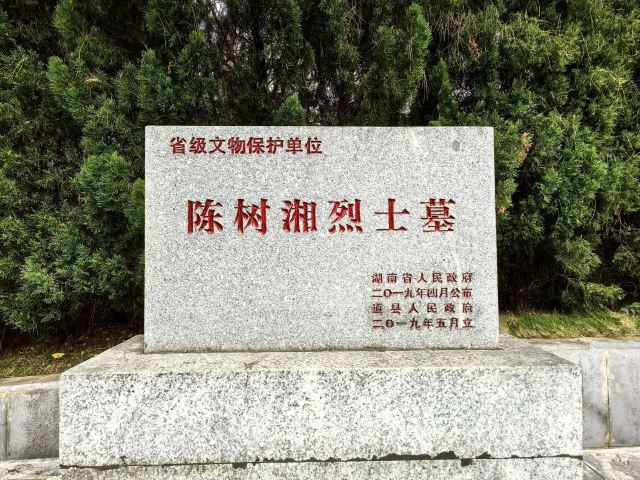 省级文物保护单位
陈树湘烈士墓
湖南省人民政府
二〇一九年四月公布
道县人民政府
二〇一九年五月立